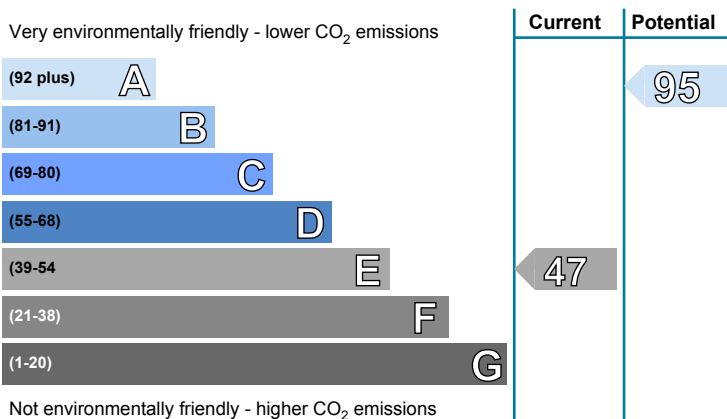 Very environmentally friendly - lower CO₂ emissions
Current
Potential
(92 plus) A
95
(81-91) B
(69-80) C
(55-68) D
(39-54 E
47
(21-38) F
(1-20) G
Not environmentally friendly - higher CO₂ emissions